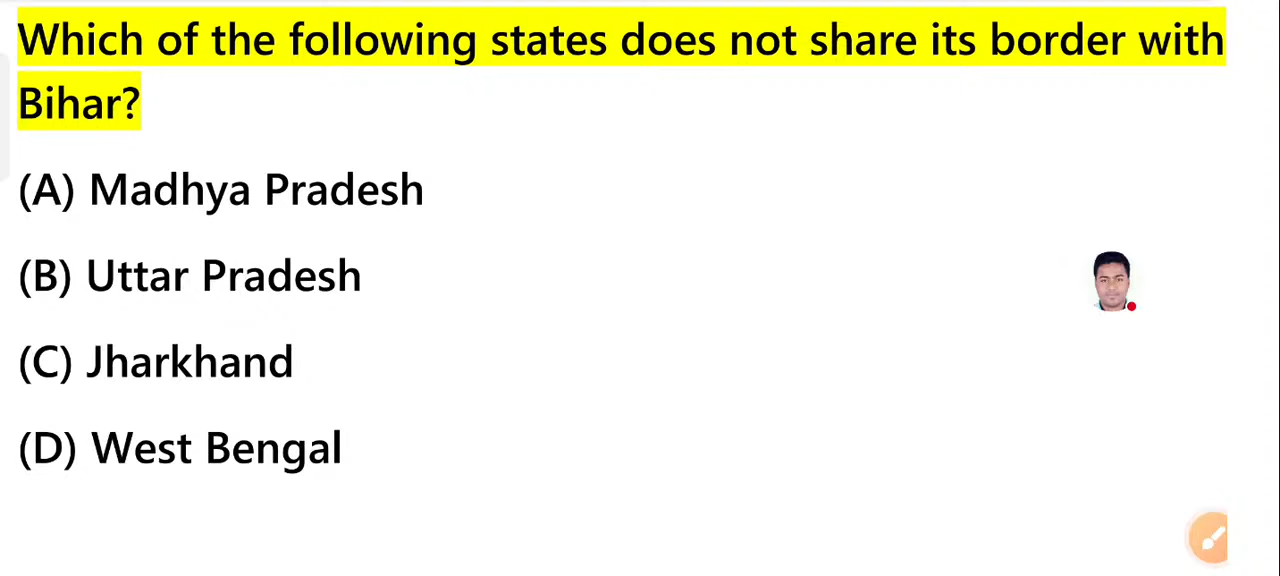 Which of the following states does not share its border with
Bihar?
(A) Madhya Pradesh
(B) Uttar Pradesh
(C) Jharkhand
(D) West Bengal